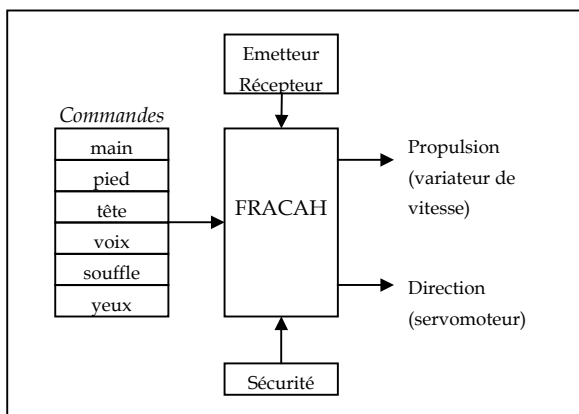 Emetteur
Récepteur
Commandes
main
pied
tête
voix
souffle
yeux
FRACAH
Propulsion
(variateur de
vitesse)
Direction
(servomoteur)
Sécurité